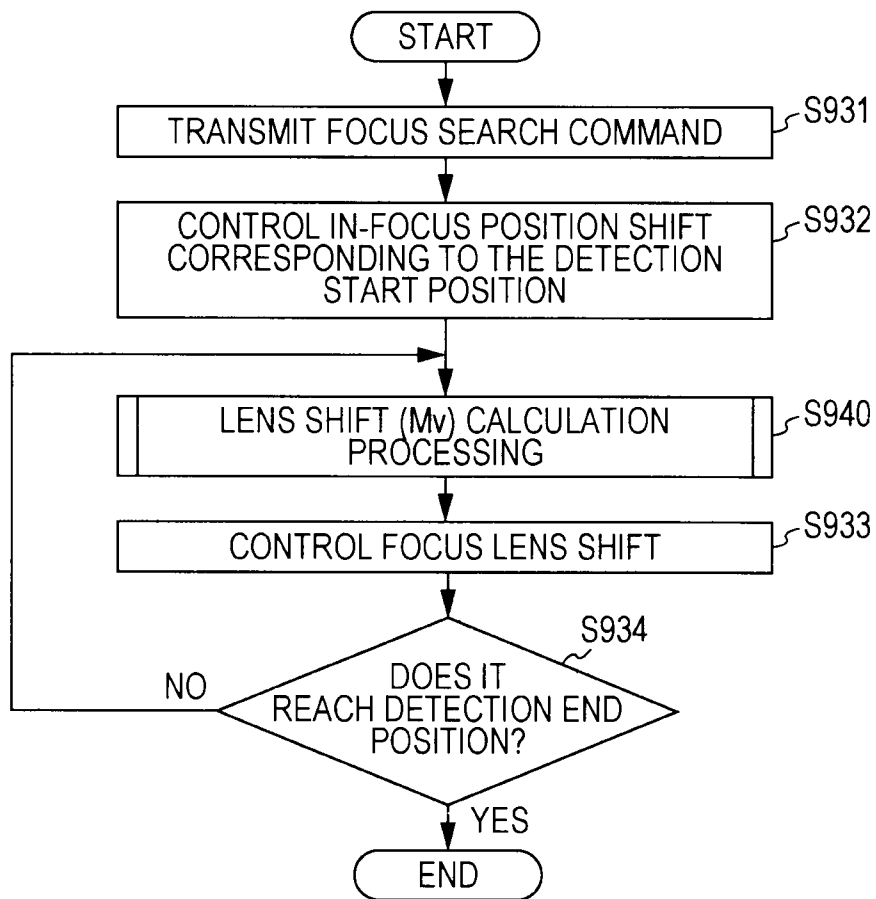 START
TRANSMIT FOCUS SEARCH COMMAND
S931
CONTROL IN-FOCUS POSITION SHIFT
CORRESPONDING TO THE DETECTION
START POSITION
S932
LENS SHIFT (Mv) CALCULATION
PROCESSING
S940
CONTROL FOCUS LENS SHIFT
S933
S934
DOES IT
REACH DETECTION END
POSITION?
NO
YES
END